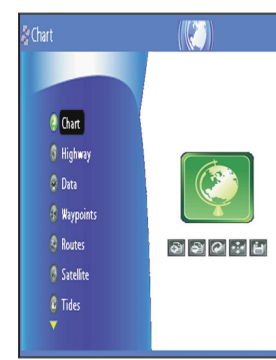 Chart
Chart
Highway
Data
Waypoints
Routes
Satellite
Tides